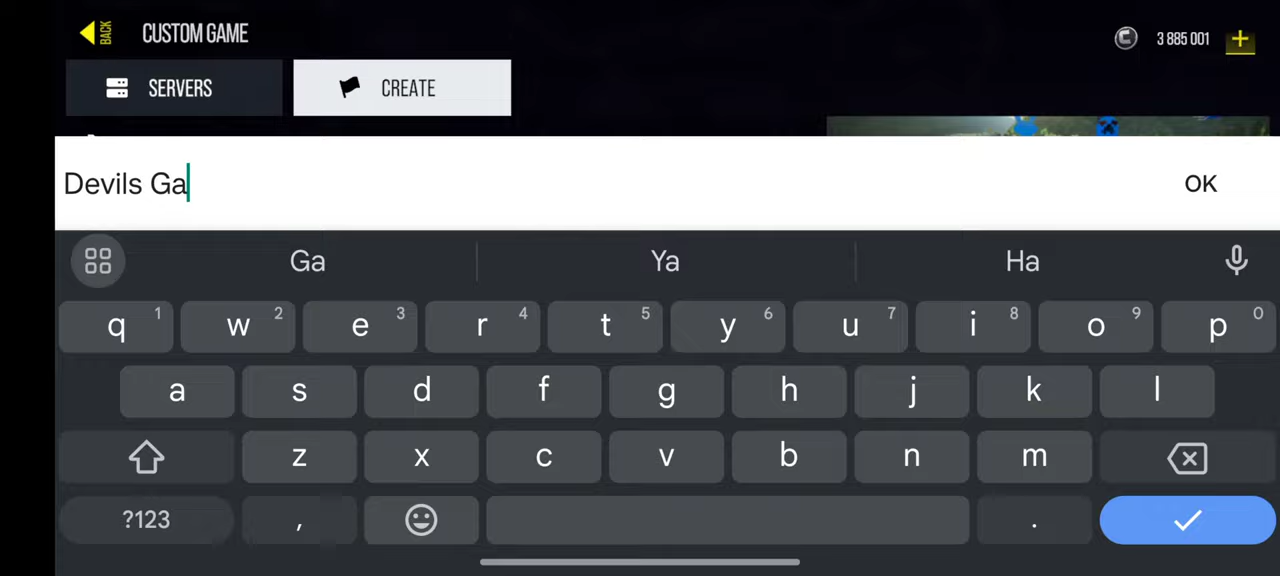 BACK
CUSTOM GAME
3 885 001 +
SERVERS
CREATE
Devils Ga
OK
Ga Ya Ha
q 1 w 2 e 3 r 4 t 5 y 6 u 7 i 8 o 9 p 0
a s d f g h j k l
z x c v b n m
?123 , .